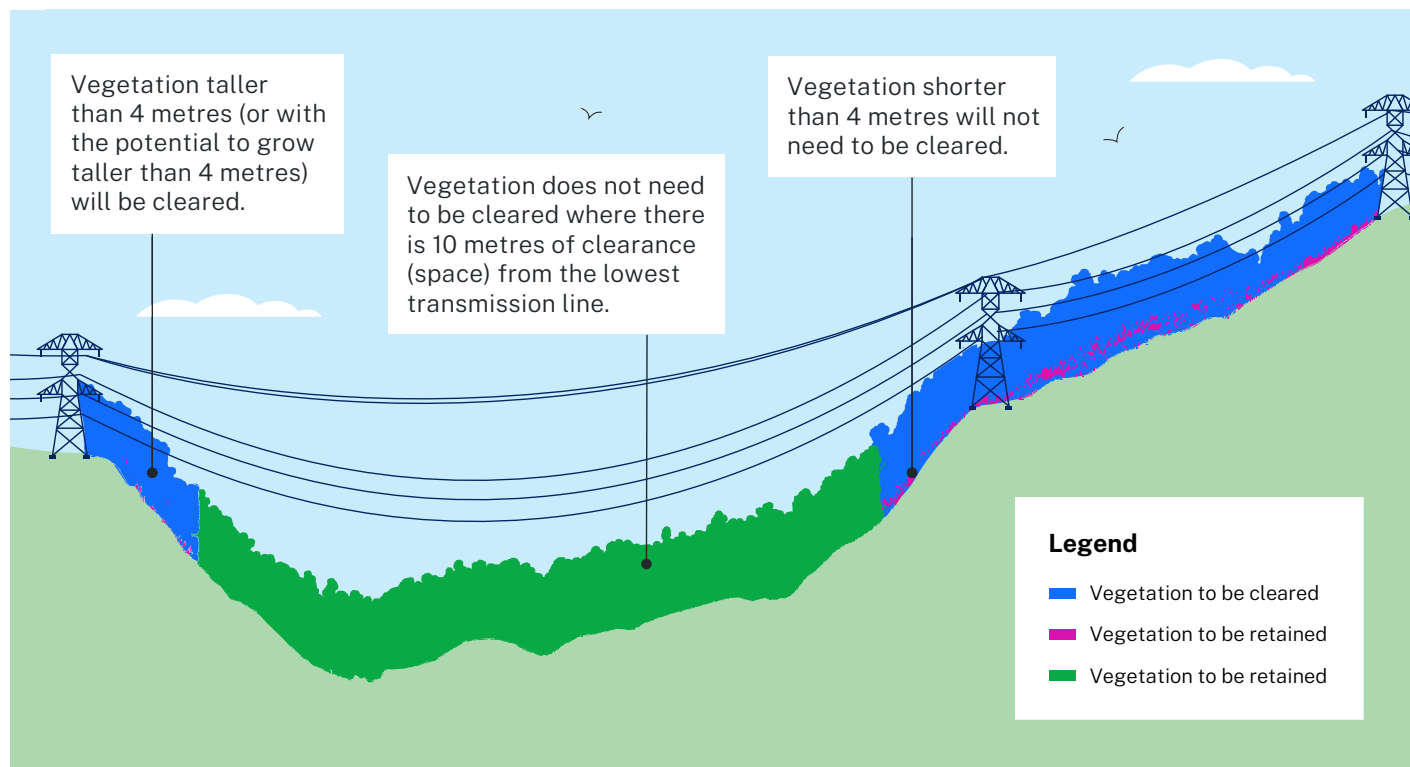 Vegetation taller
than 4 metres (or with
the potential to grow
taller than 4 metres)
will be cleared.
Vegetation does not need
to be cleared where there
is 10 metres of clearance
(space) from the lowest
transmission line.
Vegetation shorter
than 4 metres will not
need to be cleared.
Legend
Vegetation to be cleared
Vegetation to be retained
Vegetation to be retained